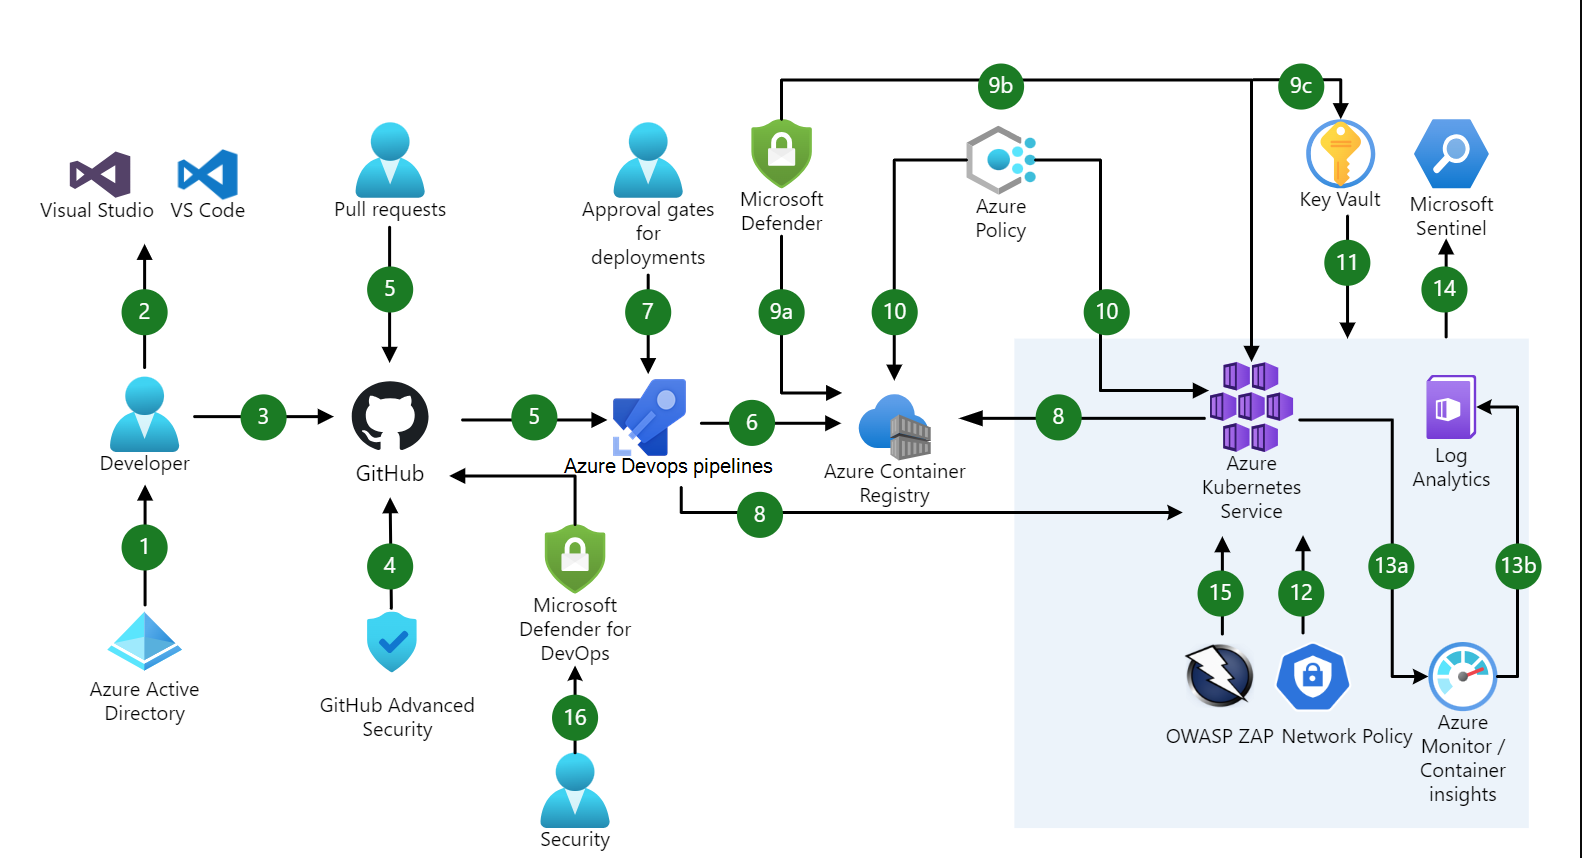 9b
9c
Visual Studio
VS Code
Pull requests
Approval gates
for
deployments
Microsoft
Defender
Azure
Policy
Key Vault
Microsoft
Sentinel
2
5
7
9a
10
10
11
14
Developer
3
GitHub
5
Azure Devops pipelines
6
Azure Container
Registry
8
Azure
Kubernetes
Service
Log
Analytics
8
1
4
Microsoft
Defender for
DevOps
15
12
13a
13b
Azure Active
Directory
GitHub Advanced
Security
16
Security
OWASP ZAP
Network Policy
Azure
Monitor /
Container
insights